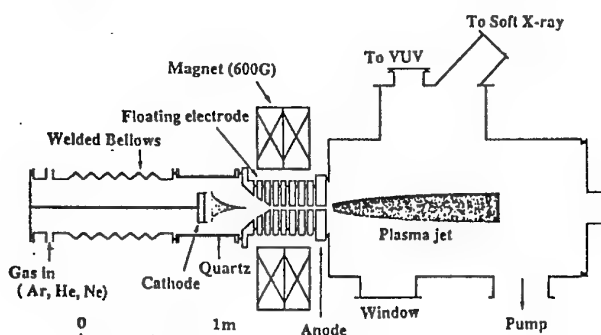 To Soft X-ray
To VUV
Magnet (600G)
Floating electrode
Welded Bellows
Plasma jet
Gas in
Cathode
Quartz
( Ar, He, Ne)
Window
Anode
Pump
0
1m